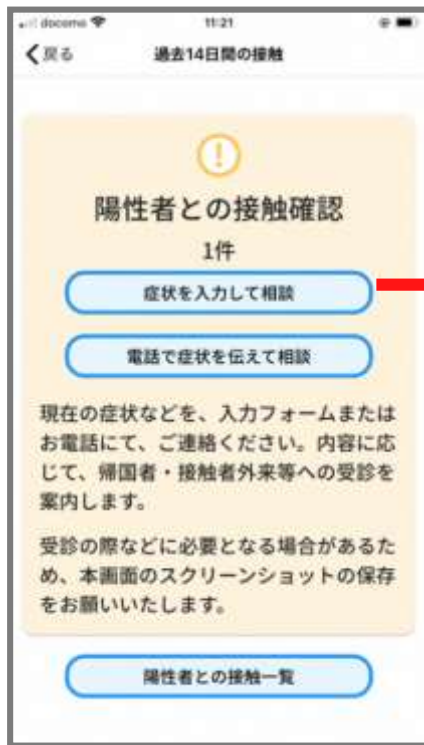 docomo 11:21
戻る 過去14日間の接触
陽性者との接触確認
1件
症状を入力して相談
電話で症状を伝えて相談
現在の症状などを、入力フォームまたは
お電話にて、ご連絡ください。内容に応
じて、帰国者・接触者外来等への受診を
案内します。
受診の際などに必要となる場合があるた
め、本画面のスクリーンショットの保存
をお願いいたします。
陽性者との接触一覧